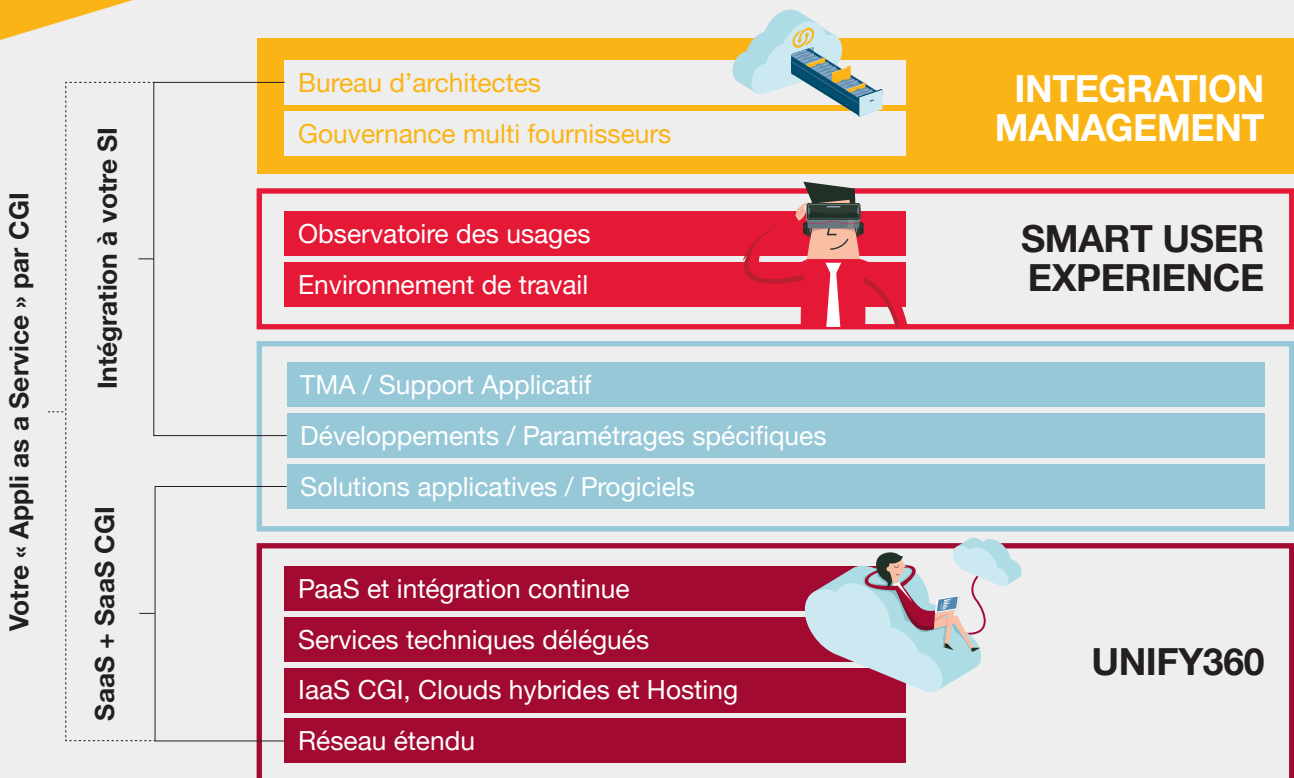 Votre « Appli as a Service » par CGI
Intégration à votre SI
SaaS + SaaS CGI
Bureau d’architectes
Gouvernance multi fournisseurs
INTEGRATION
MANAGEMENT
Observatoire des usages
Environnement de travail
SMART USER
EXPERIENCE
TMA / Support Applicatif
Développements / Paramétrages spécifiques
Solutions applicatives / Progiciels
PaaS et intégration continue
Services techniques délégués
IaaS CGI, Clouds hybrides et Hosting
Réseau étendu
UNIFY360